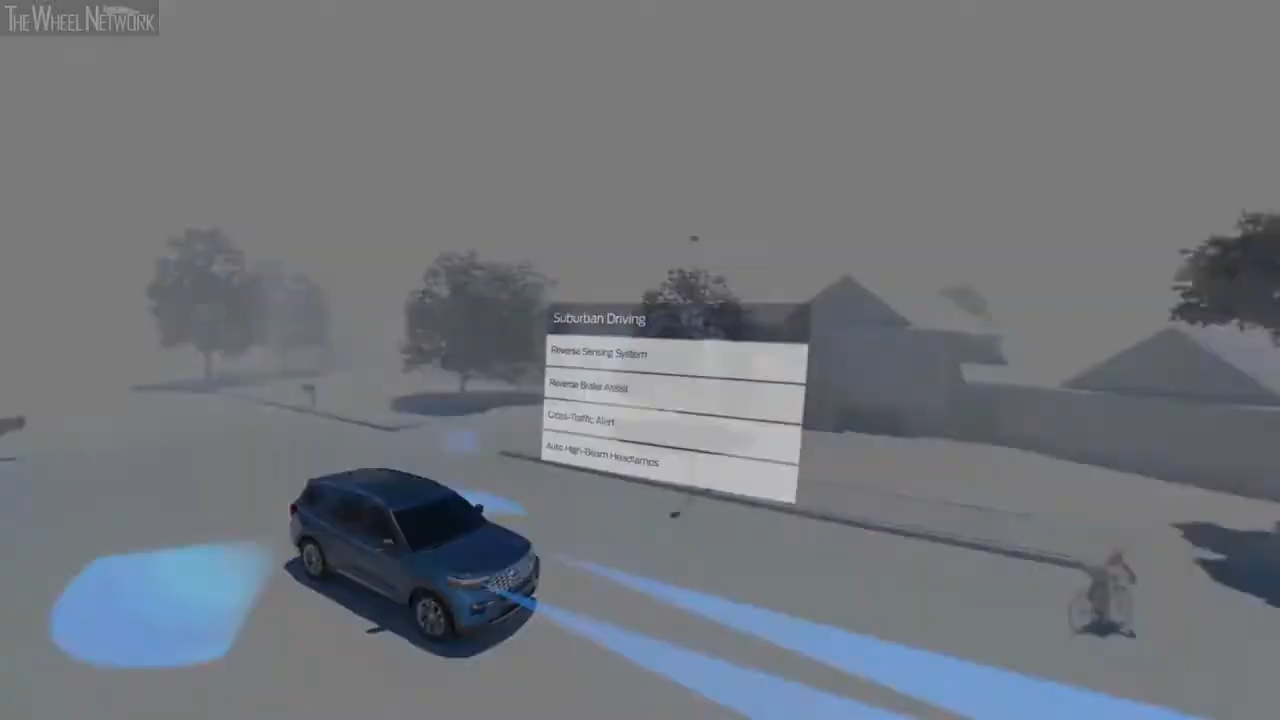 THE WHEEL NETWORK
Suburban Driving
Reverse Sensing System
Reverse Brake Assist
Cross-Traffic Alert
Auto High-Beam Headlamps